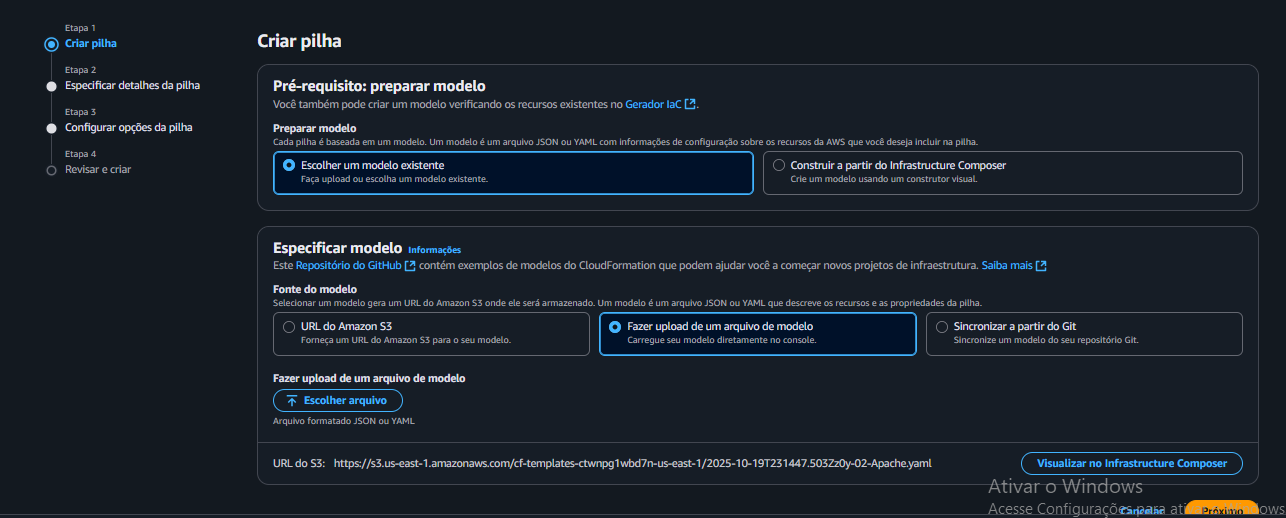 Etapa 1
Criar pilha
Etapa 2
Especificar detalhes da pilha
Etapa 3
Configurar opções da pilha
Etapa 4
Revisar e criar
Criar pilha
Pré-requisito: preparar modelo
Você também pode criar um modelo verificando os recursos existentes no Gerador IaC.
Preparar modelo
Cada pilha é baseada em um modelo. Um modelo é um arquivo JSON ou YAML com informações de configuração sobre os recursos da AWS que você deseja incluir na pilha.
Escolher um modelo existente
Faça upload ou escolha um modelo existente.
Construir a partir do Infrastructure Composer
Crie um modelo usando um construtor visual.
Especificar modelo Informações
Este Repositório do GitHub contém exemplos de modelos do CloudFormation que podem ajudar você a começar novos projetos de infraestrutura. Saiba mais
Fonte do modelo
Selecionar um modelo gera um URL do Amazon S3 onde ele será armazenado. Um modelo é um arquivo JSON ou YAML que descreve os recursos e as propriedades da pilha.
URL do Amazon S3
Forneça um URL do Amazon S3 para o seu modelo.
Fazer upload de um arquivo de modelo
Carregue seu modelo diretamente no console.
Sincronizar a partir do Git
Sincronize um modelo do seu repositório Git.
Fazer upload de um arquivo de modelo
Escolher arquivo
Arquivo formatado JSON ou YAML
URL do S3: https://s3.us-east-1.amazonaws.com/cf-templates-ctwnpg1wbd7n-us-east-1/2025-10-19T231447.503Zz0y-02-Apache.yaml
Visualizar no Infrastructure Composer
Ativar o Windows
Acesse Configurações para ativar o Windows
Cancelar
Próximo